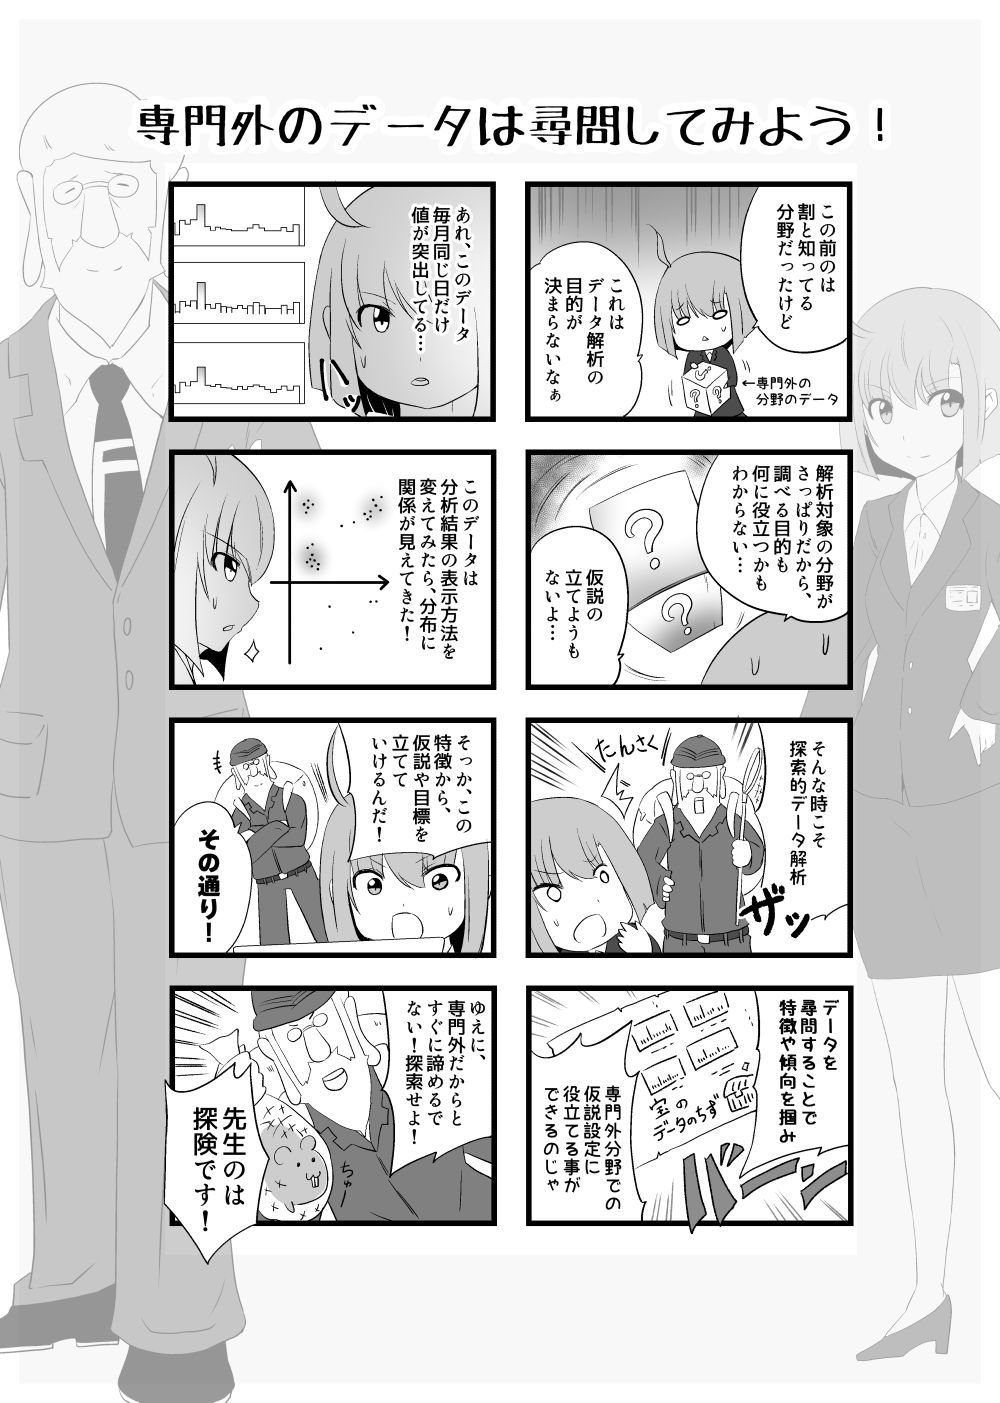 専門外のデータは尋問してみよう！
この前のは
割と知ってる
分野だったけど
これは
データ解析の
目的が
決まらないなぁ
←専門外の
分野のデータ
?
?
?
解析対象の分野が
さっぱりだから、
調べる目的も
何に役立つかも
わからない…
?
?
仮説の
立てようも
ないよ…
そんな時こそ
探索的データ解析
たんさく
ザッ
データを
尋問することで
特徴や傾向を掴み
宝の
データのちず
専門外分野での
仮説設定に
役立てる事が
できるのじゃ
バーン
あれ、このデータ
毎月同じ日だけ
値が突出してる…
ハッ
このデータは
分析結果の表示方法を
変えてみたら、分布に
関係が見えてきた！
そっか、この
特徴から、
仮説や目標を
立てて
いけるんだ！
その通り！
ゆえに、
専門外だからと
すぐに諦めるで
ない！探索せよ！
ちゅー
先生のは
探険です！